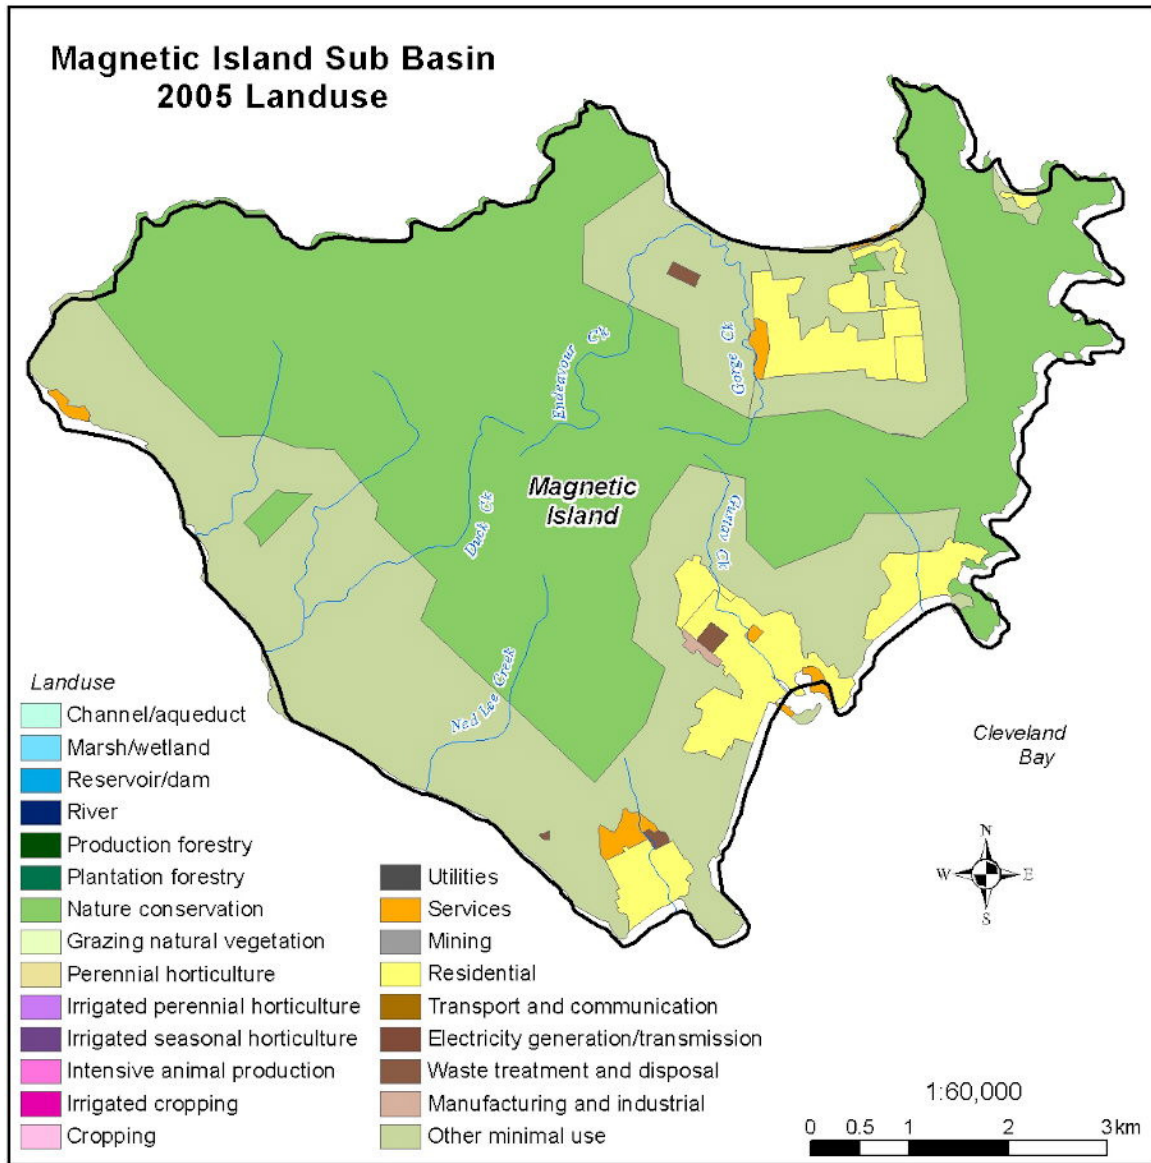 Magnetic Island Sub Basin
2005 Landuse
Endeavour Ck
Gorge Ck
Duck Ck
Magnetic
Island
Gustav Ck
Ned Lee Creek
Cleveland
Bay
Landuse
Channel/aqueduct
Marsh/wetland
Reservoir/dam
River
Production forestry
Plantation forestry
Nature conservation
Grazing natural vegetation
Perennial horticulture
Irrigated perennial horticulture
Irrigated seasonal horticulture
Intensive animal production
Irrigated cropping
Cropping
Utilities
Services
Mining
Residential
Transport and communication
Electricity generation/transmission
Waste treatment and disposal
Manufacturing and industrial
Other minimal use
N
W E
S
1:60,000
0 0.5 1 2 3km